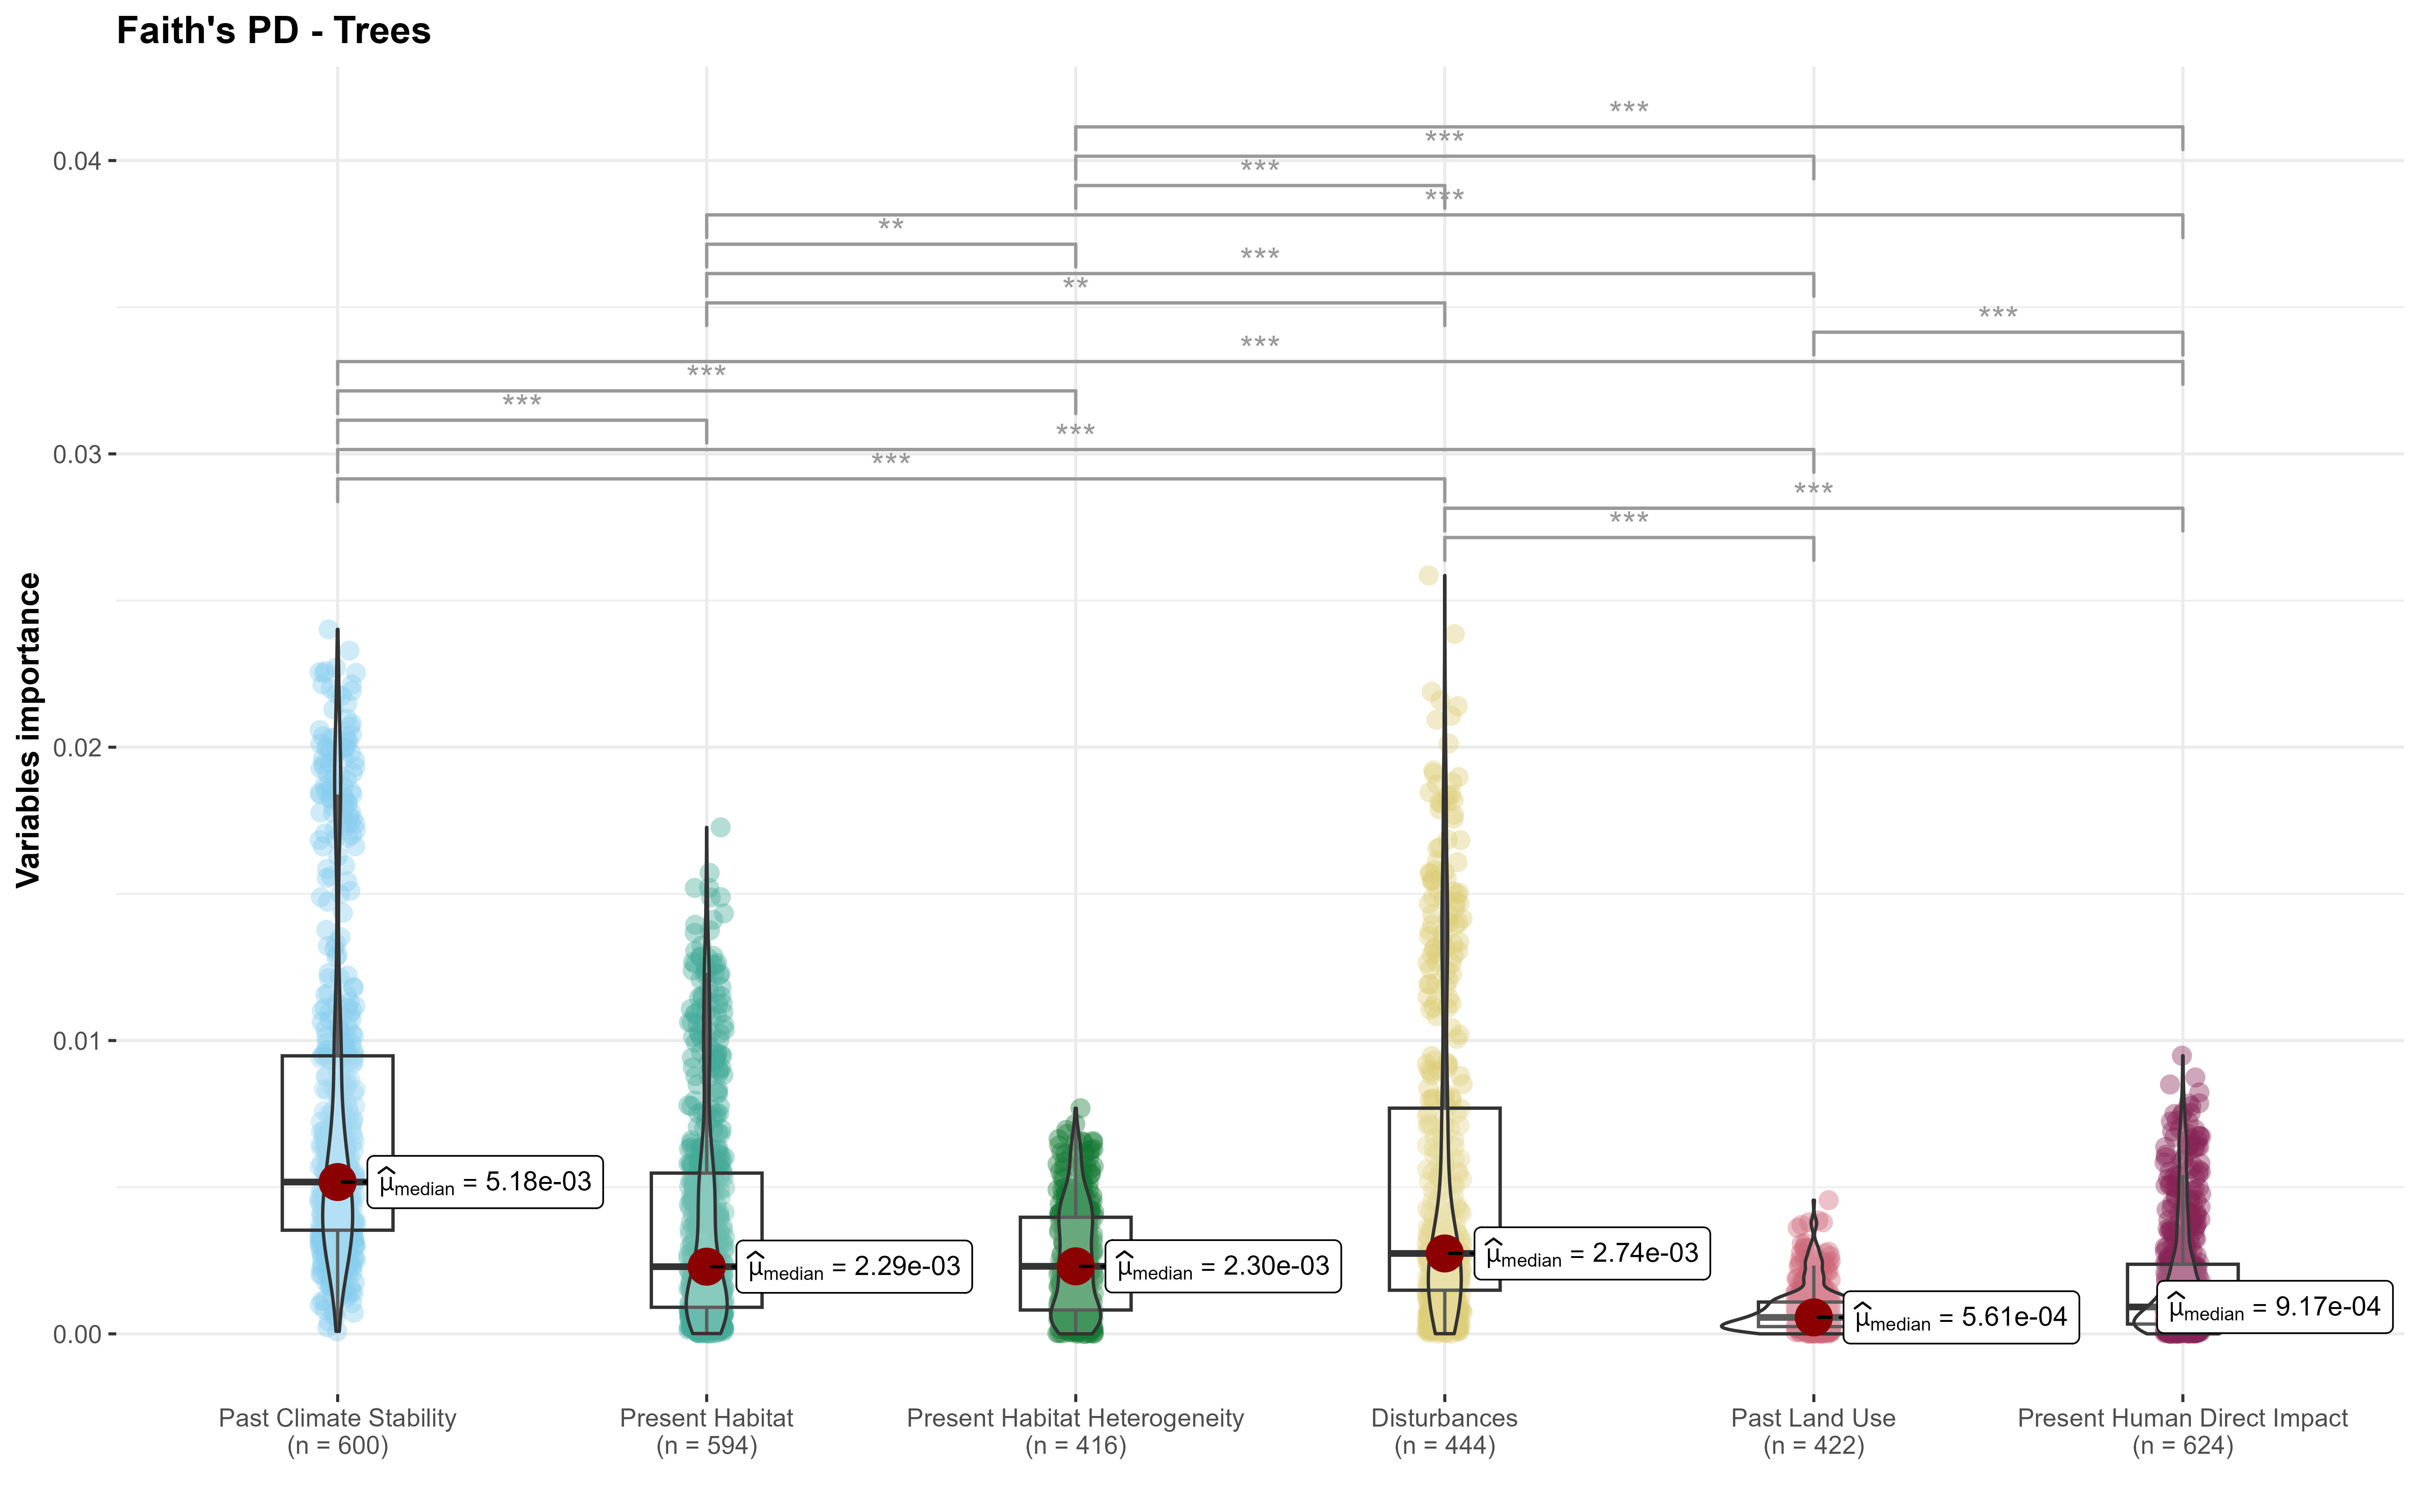 Faith's PD - Trees
***
***
***
***
**
***
**
***
***
***
***
***
***
***
***
0.04
0.03
0.02
0.01
0.00
Variables importance
μ̂median = 5.18e-03
μ̂median = 2.29e-03
μ̂median = 2.30e-03
μ̂median = 2.74e-03
μ̂median = 5.61e-04
μ̂median = 9.17e-04
Past Climate Stability
(n = 600)
Present Habitat
(n = 594)
Present Habitat Heterogeneity
(n = 416)
Disturbances
(n = 444)
Past Land Use
(n = 422)
Present Human Direct Impact
(n = 624)